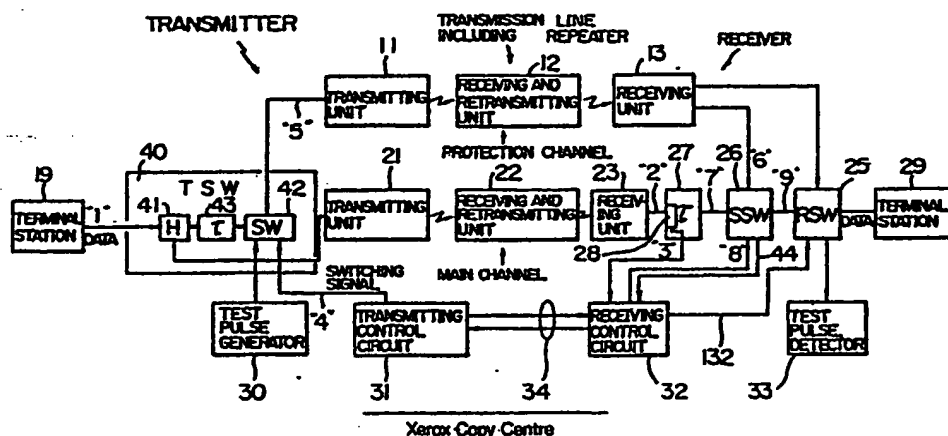 TRANSMITTER
TRANSMISSION LINE
INCLUDING REPEATER
RECEIVER
11
12
13
TRANSMITTING
UNIT
RECEIVING AND
RETRANSMITTING
UNIT
RECEIVING
UNIT
"5"
PROTECTION CHANNEL
"6"
40
21
22
23
"2"
27
"7"
26
"9"
25
29
19
TSW
41
43
42
TERMINAL
STATION
"1"
DATA
H
τ
SW
TRANSMITTING
UNIT
RECEIVING AND
RETRANSMITTING
UNIT
RECEIV-
ING
UNIT
τ
SSW
RSW
DATA
TERMINAL
STATION
28
"3"
"8"
44
MAIN CHANNEL
SWITCHING
SIGNAL
"4"
TEST
PULSE
GENERATOR
TRANSMITTING
CONTROL
CIRCUIT
RECEIVING
CONTROL
CIRCUIT
132
TEST
PULSE
DETECTOR
30
31
34
32
33
Xerox Copy Centre